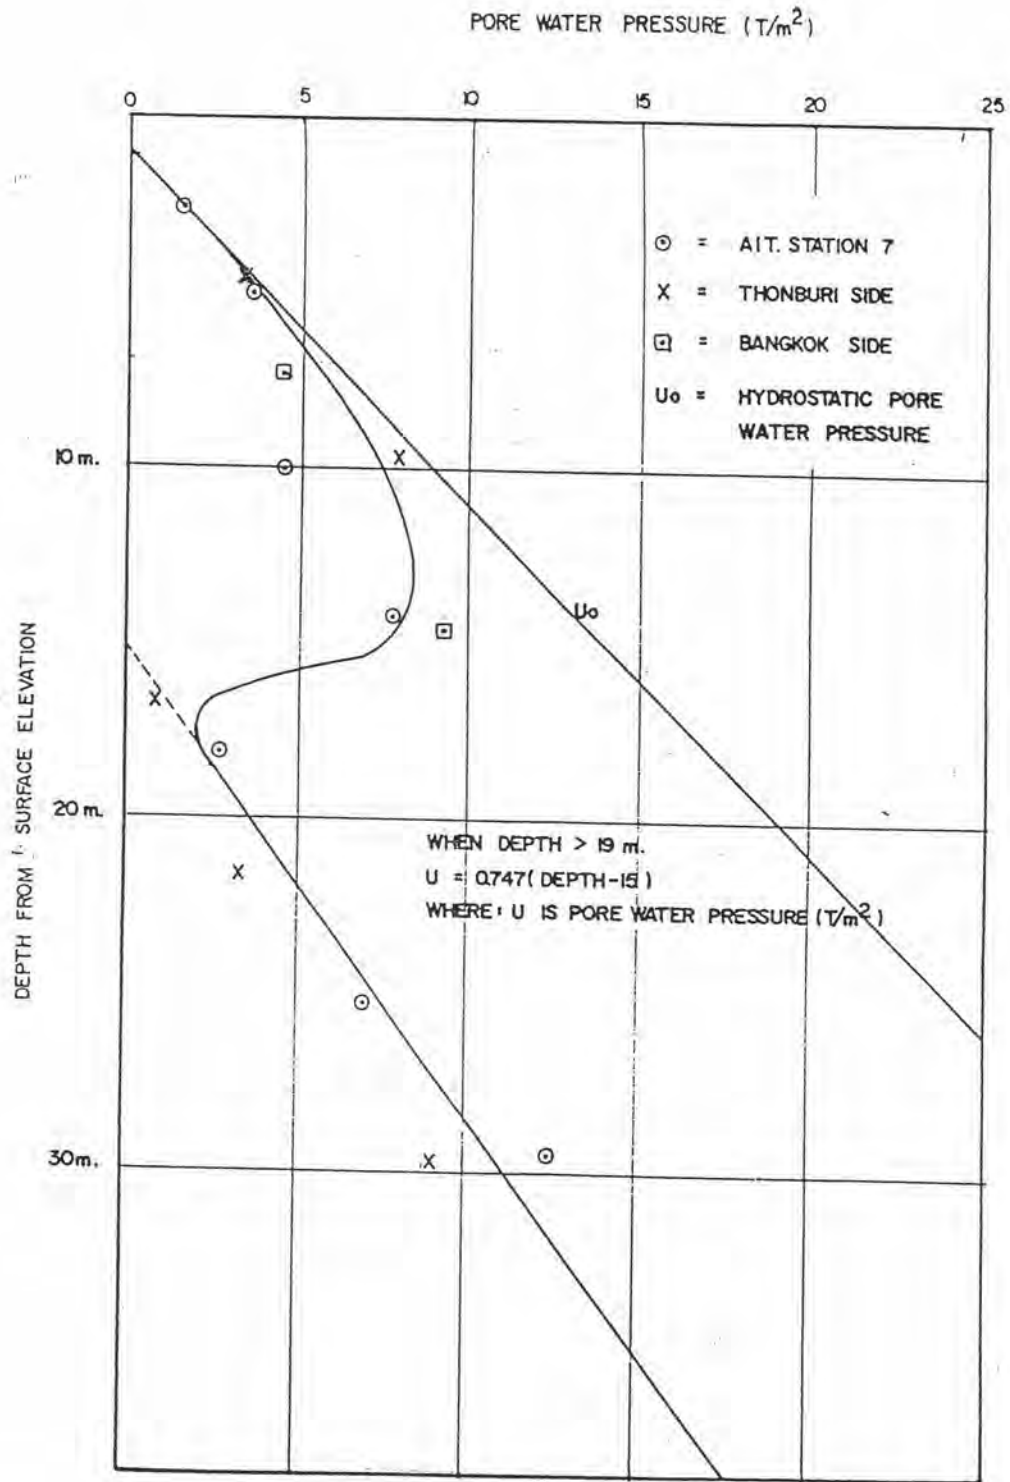 PORE WATER PRESSURE (T/m²)
0 5 10 15 20 25
⊙ = A.I.T. STATION 7
X = THONBURI SIDE
⊡ = BANGKOK SIDE
Uo = HYDROSTATIC PORE
WATER PRESSURE
10 m.
Uo
DEPTH FROM SURFACE ELEVATION
20 m.
WHEN DEPTH > 19 m.
U = 0.747(DEPTH-15)
WHERE: U IS PORE WATER PRESSURE (T/m²)
30 m.